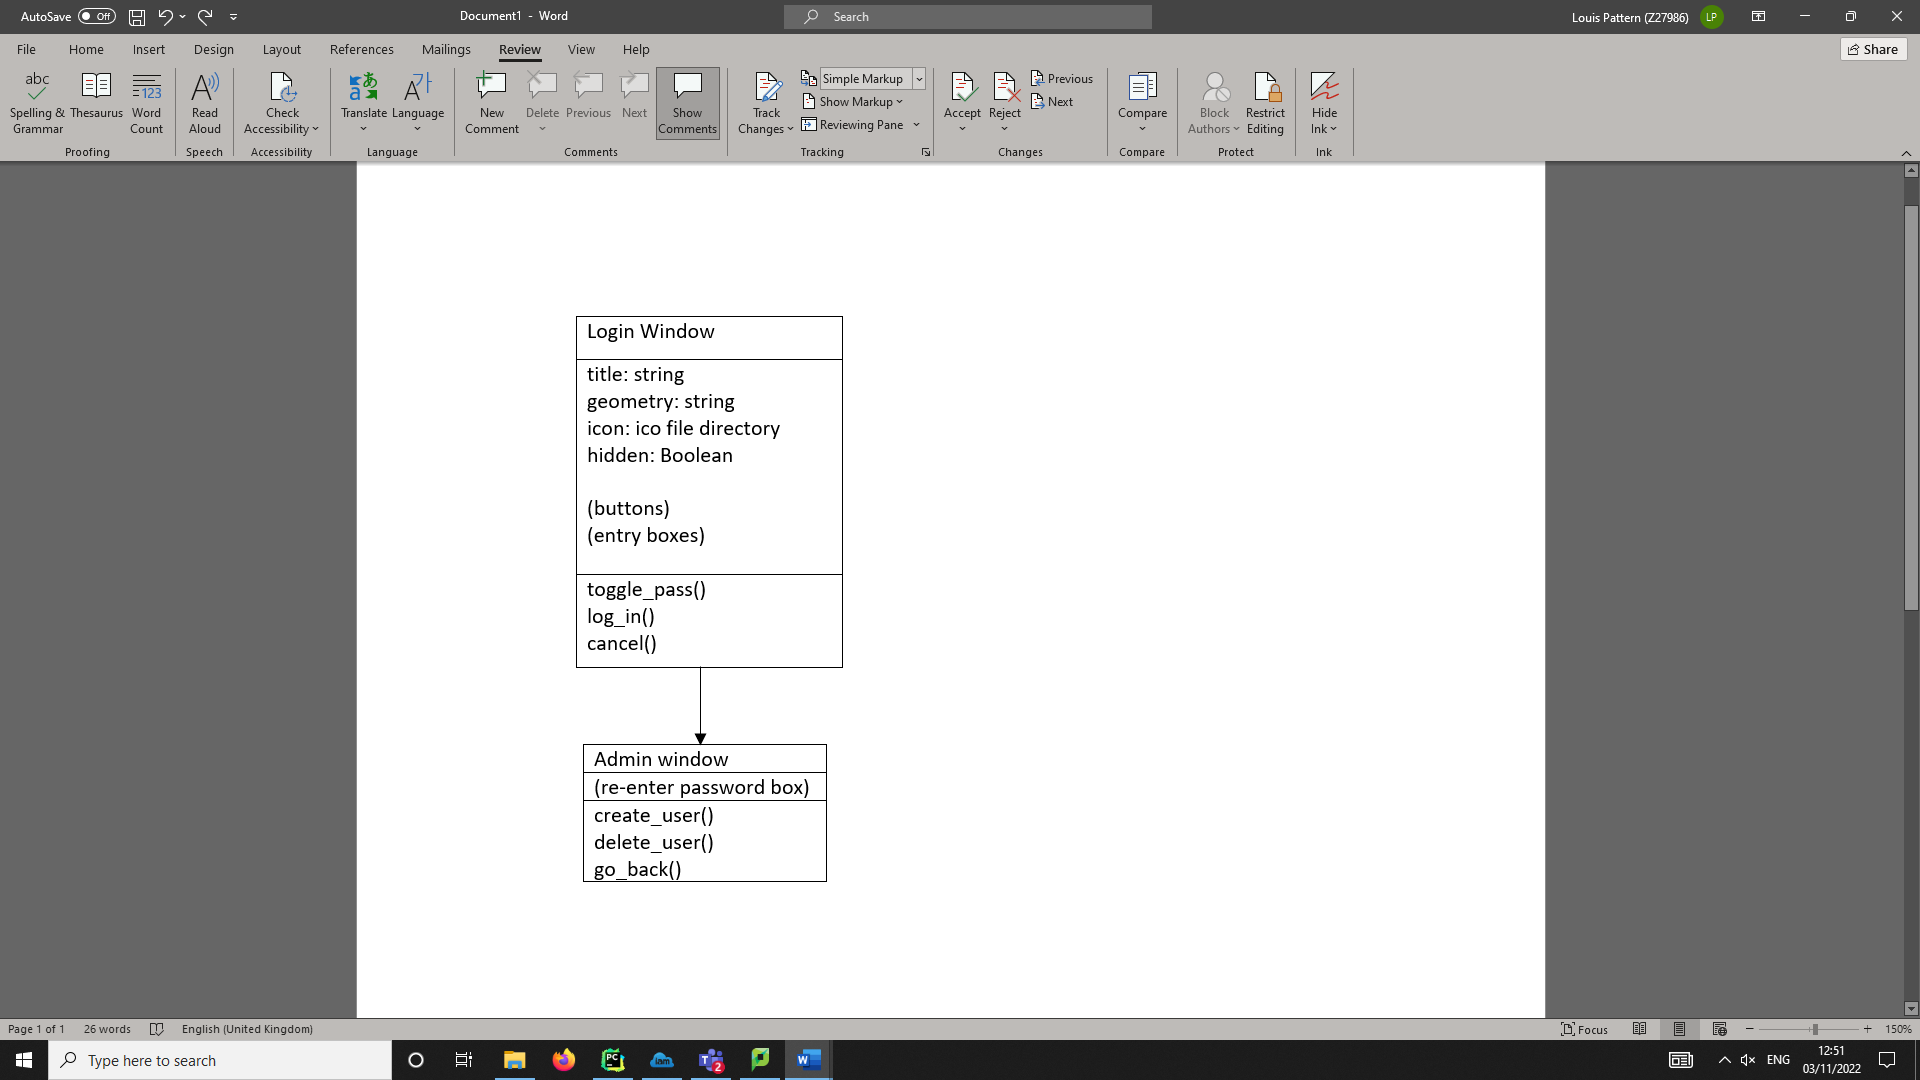 AutoSave Off Document1 - Word Search Louis Pattern (Z27986) LP
File Home Insert Design Layout References Mailings Review View Help Share
abc Spelling & Grammar
Thesaurus
123 Word Count
Proofing
Read Aloud
Speech
Check Accessibility
Accessibility
Translate
Language
Language
New Comment
Delete
Previous
Next
Show Comments
Comments
Track Changes
Simple Markup
Show Markup
Reviewing Pane
Tracking
Accept
Reject
Previous
Next
Changes
Compare
Compare
Block Authors
Restrict Editing
Protect
Hide Ink
Ink
Login Window
title: string
geometry: string
icon: ico file directory
hidden: Boolean
(buttons)
(entry boxes)
toggle_pass()
log_in()
cancel()
Admin window
(re-enter password box)
create_user()
delete_user()
go_back()
Page 1 of 1 26 words English (United Kingdom) Focus 150%
Type here to search PC iam T 2 W ENG 12:51
03/11/2022